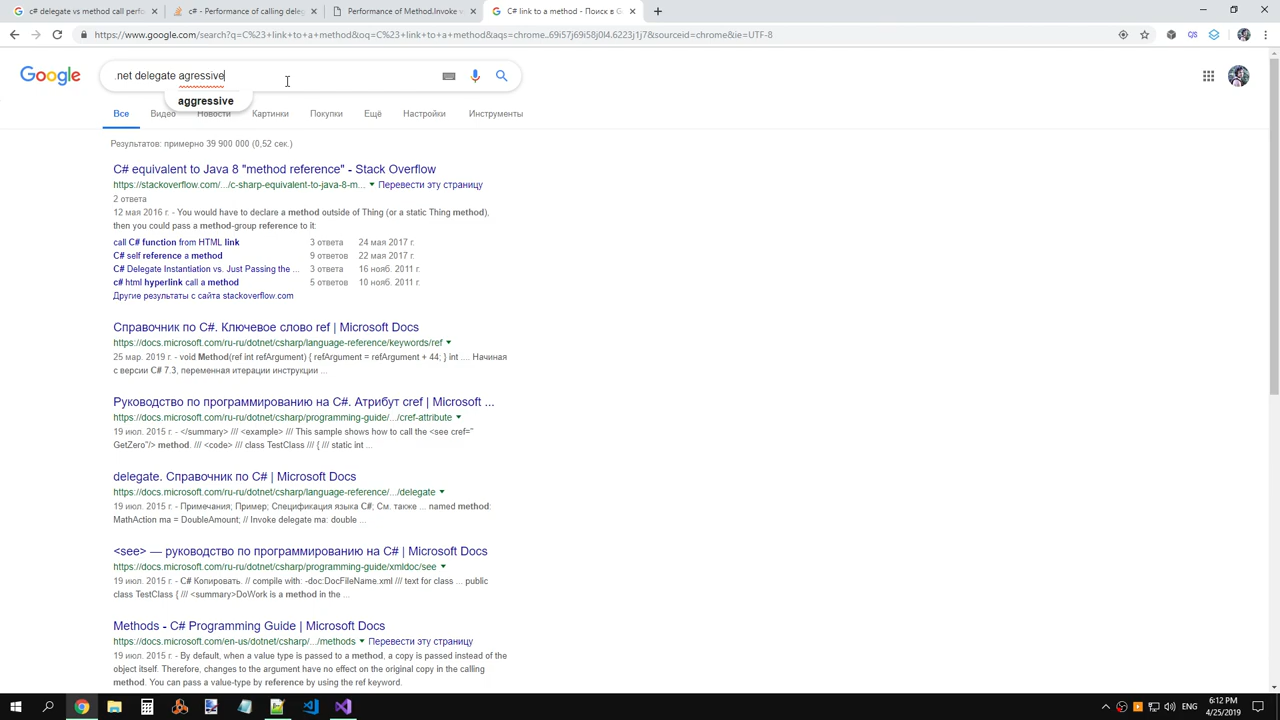 c# delegate vs method call perf
c# - Performance of calling deleg
Performance of Method.Invoke v
C# link to a method - Поиск в G
https://www.google.com/search?q=C%23+link+to+a+method&oq=C%23+link+to+a+method&aqs=chrome..69i57j69i58j0l4.6223j1j7&sourceid=chrome&ie=UTF-8
Google
.net delegate agressive
aggressive
Все Видео Новости Картинки Покупки Ещё Настройки Инструменты
Результатов: примерно 39 900 000 (0,52 сек.)
C# equivalent to Java 8 "method reference" - Stack Overflow
https://stackoverflow.com/.../c-sharp-equivalent-to-java-8-m... Перевести эту страницу
2 ответа
12 мая 2016 г. - You would have to declare a method outside of Thing (or a static Thing method),
then you could pass a method-group reference to it:
call C# function from HTML link 3 ответа 24 мая 2017 г.
C# self reference a method 9 ответов 22 мая 2017 г.
C# Delegate Instantiation vs. Just Passing the ... 3 ответа 16 нояб. 2011 г.
c# html hyperlink call a method 5 ответов 10 нояб. 2011 г.
Другие результаты с сайта stackoverflow.com
Справочник по C#. Ключевое слово ref | Microsoft Docs
https://docs.microsoft.com/ru-ru/dotnet/csharp/language-reference/keywords/ref
25 мар. 2019 г. - void Method(ref int refArgument) { refArgument = refArgument + 44; } int .... Начиная
с версии C# 7.3, переменная итерации инструкции ...
Руководство по программированию на C#. Атрибут cref | Microsoft ...
https://docs.microsoft.com/ru-ru/dotnet/csharp/programming-guide/.../cref-attribute
19 июл. 2015 г. - </summary> /// <example> /// This sample shows how to call the <see cref="
GetZero"/> method. /// <code> /// class TestClass /// { /// static int ...
delegate. Справочник по C# | Microsoft Docs
https://docs.microsoft.com/ru-ru/dotnet/csharp/language-reference/.../delegate
19 июл. 2015 г. - Примечания; Пример; Спецификация языка C#; См. также ... named method:
MathAction ma = DoubleAmount; // Invoke delegate ma: double ...
<see> — руководство по программированию на C# | Microsoft Docs
https://docs.microsoft.com/ru-ru/dotnet/csharp/programming-guide/xmldoc/see
19 июл. 2015 г. - C# Копировать. // compile with: -doc:DocFileName.xml /// text for class ... public
class TestClass { /// <summary>DoWork is a method in the ...
Methods - C# Programming Guide | Microsoft Docs
https://docs.microsoft.com/en-us/dotnet/csharp/.../methods Перевести эту страницу
19 июл. 2015 г. - By default, when a value type is passed to a method, a copy is passed instead of the
object itself. Therefore, changes to the argument have no effect on the original copy in the calling
method. You can pass a value-type by reference by using the ref keyword.
ENG
6:12 PM
4/25/2019